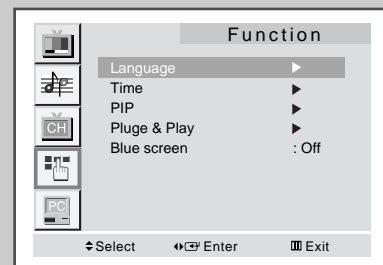 Function
Language
Time
PIP
CH
Pluge & Play
Blue screen : Off
PC
Select Enter Exit